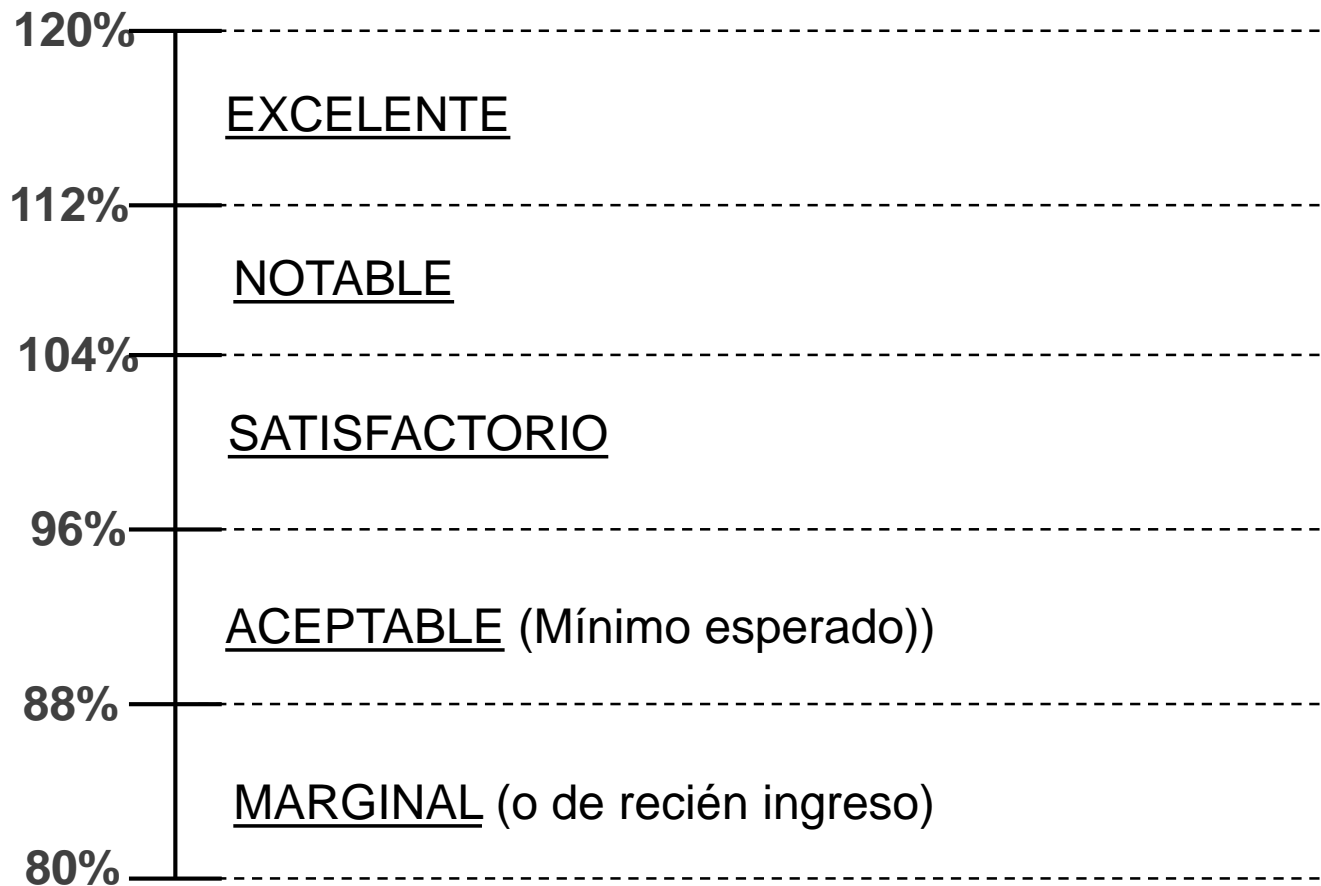 120%
EXCELENTE
112%
NOTABLE
104%
SATISFACTORIO
96%
ACEPTABLE (Mínimo esperado))
88%
MARGINAL (o de recién ingreso)
80%